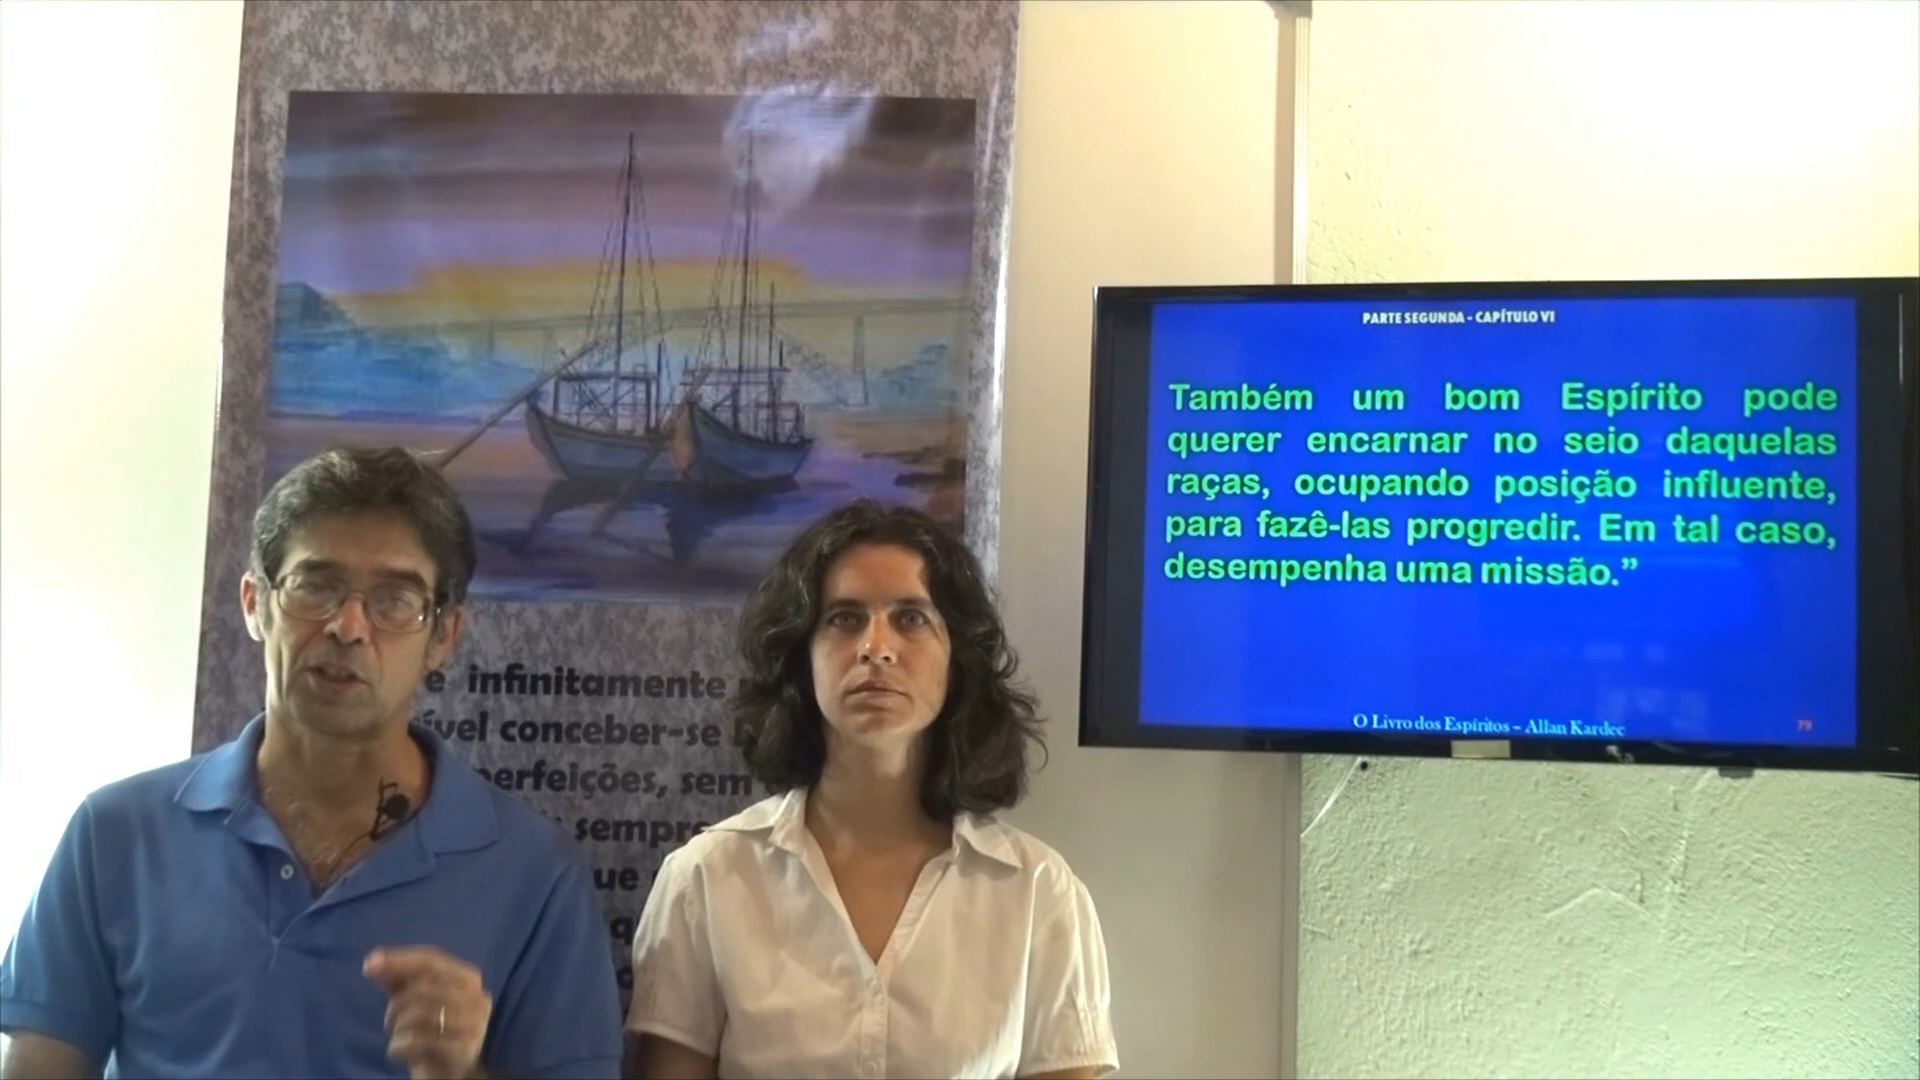 e infinitamente
ível conceber-se
perfeições, sem
sempre
ue
q
PARTE SEGUNDA - CAPÍTULO VI
Também um bom Espírito pode
querer encarnar no seio daquelas
raças, ocupando posição influente,
para fazê-las progredir. Em tal caso,
desempenha uma missão.”
O Livro dos Espíritos – Allan Kardec
79